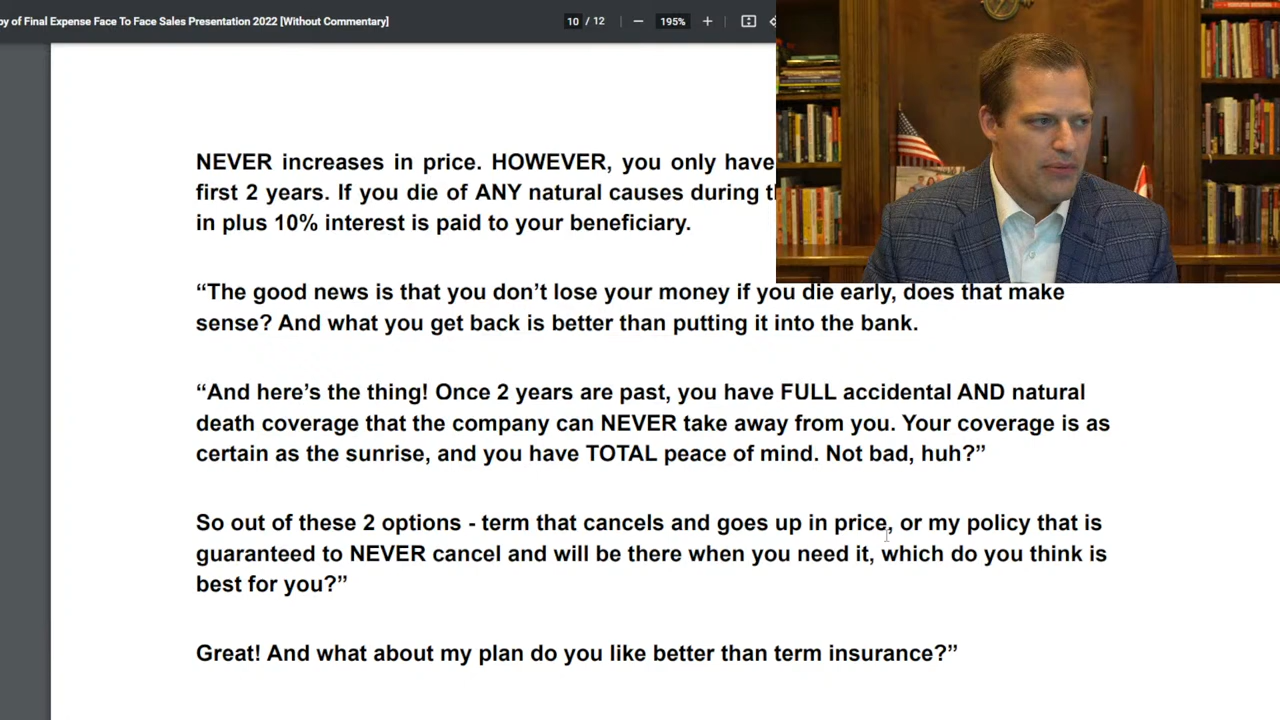 py of Final Expense Face To Face Sales Presentation 2022 [Without Commentary]
10 / 12
195%
NEVER increases in price. HOWEVER, you only have
first 2 years. If you die of ANY natural causes during
in plus 10% interest is paid to your beneficiary.
“The good news is that you don’t lose your money if you die early, does that make
sense? And what you get back is better than putting it into the bank.
“And here’s the thing! Once 2 years are past, you have FULL accidental AND natural
death coverage that the company can NEVER take away from you. Your coverage is as
certain as the sunrise, and you have TOTAL peace of mind. Not bad, huh?”
So out of these 2 options - term that cancels and goes up in price, or my policy that is
guaranteed to NEVER cancel and will be there when you need it, which do you think is
best for you?”
Great! And what about my plan do you like better than term insurance?”